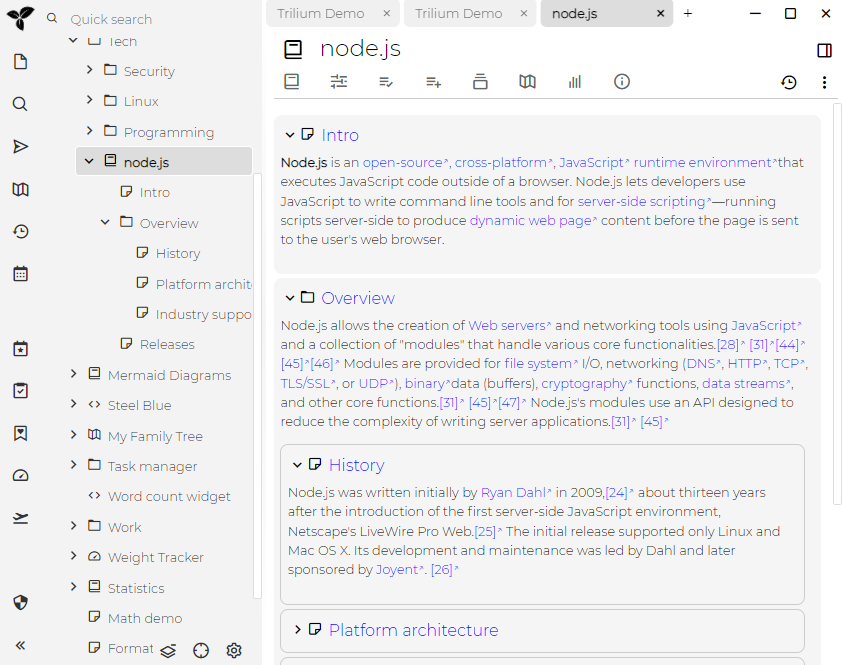 Quick search
Trilium Demo
Trilium Demo
node.js
Tech
Security
Linux
Programming
node.js
Intro
Overview
History
Platform archit
Industry suppo
Releases
Mermaid Diagrams
Steel Blue
My Family Tree
Task manager
Word count widget
Work
Weight Tracker
Statistics
Math demo
Format
node.js
Intro
Node.js is an open-source, cross-platform, JavaScript runtime environment that
executes JavaScript code outside of a browser. Node.js lets developers use
JavaScript to write command line tools and for server-side scripting—running
scripts server-side to produce dynamic web page content before the page is sent
to the user's web browser.
Overview
Node.js allows the creation of Web servers and networking tools using JavaScript
and a collection of "modules" that handle various core functionalities.[28] [31][44]
[45][46] Modules are provided for file system I/O, networking (DNS, HTTP, TCP,
TLS/SSL, or UDP), binary data (buffers), cryptography functions, data streams,
and other core functions.[31] [45][47] Node.js's modules use an API designed to
reduce the complexity of writing server applications.[31] [45]
History
Node.js was written initially by Ryan Dahl in 2009,[24] about thirteen years
after the introduction of the first server-side JavaScript environment,
Netscape's LiveWire Pro Web.[25] The initial release supported only Linux and
Mac OS X. Its development and maintenance was led by Dahl and later
sponsored by Joyent. [26]
Platform architecture